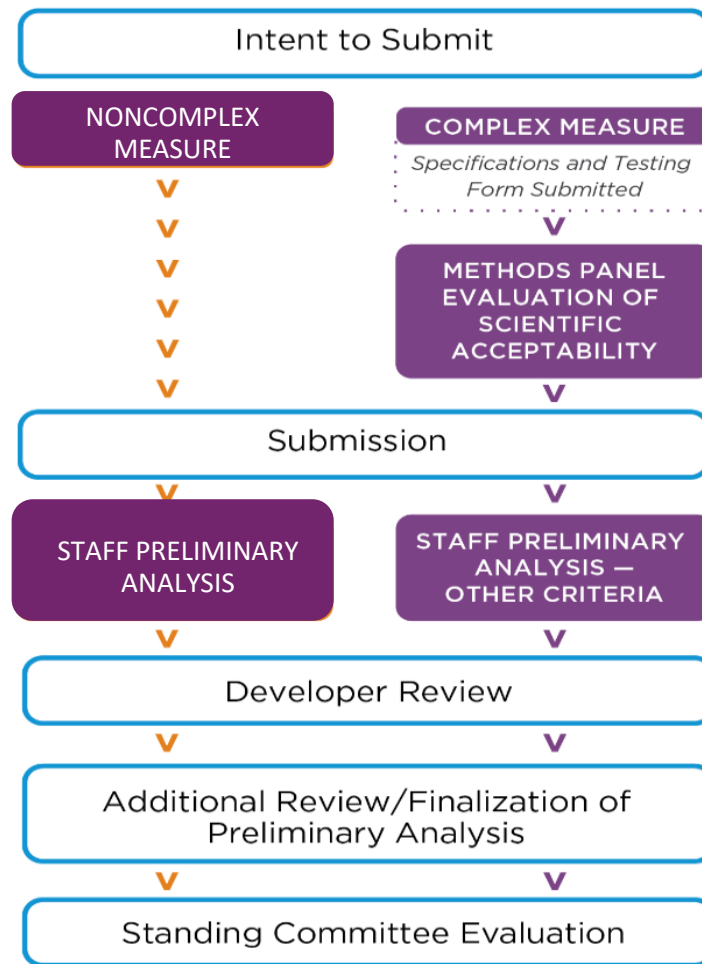 Intent to Submit
NONCOMPLEX
MEASURE
COMPLEX MEASURE
Specifications and Testing
Form Submitted
METHODS PANEL
EVALUATION OF
SCIENTIFIC
ACCEPTABILITY
Submission
STAFF PRELIMINARY
ANALYSIS
STAFF PRELIMINARY
ANALYSIS —
OTHER CRITERIA
Developer Review
Additional Review/Finalization of
Preliminary Analysis
Standing Committee Evaluation